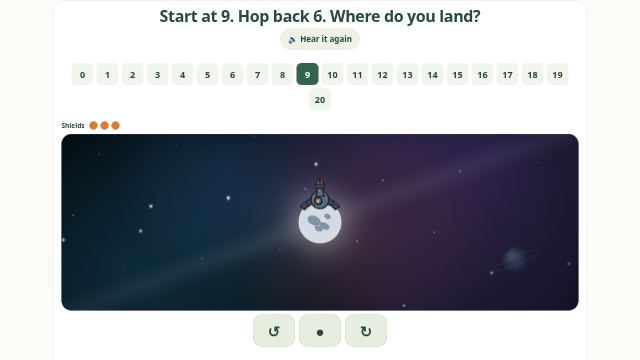 Start at 9. Hop back 6. Where do you land?
🔈 Hear it again
0 1 2 3 4 5 6 7 8 9 10 11 12 13 14 15 16 17 18 19
20
Shields
↺ ● ↻